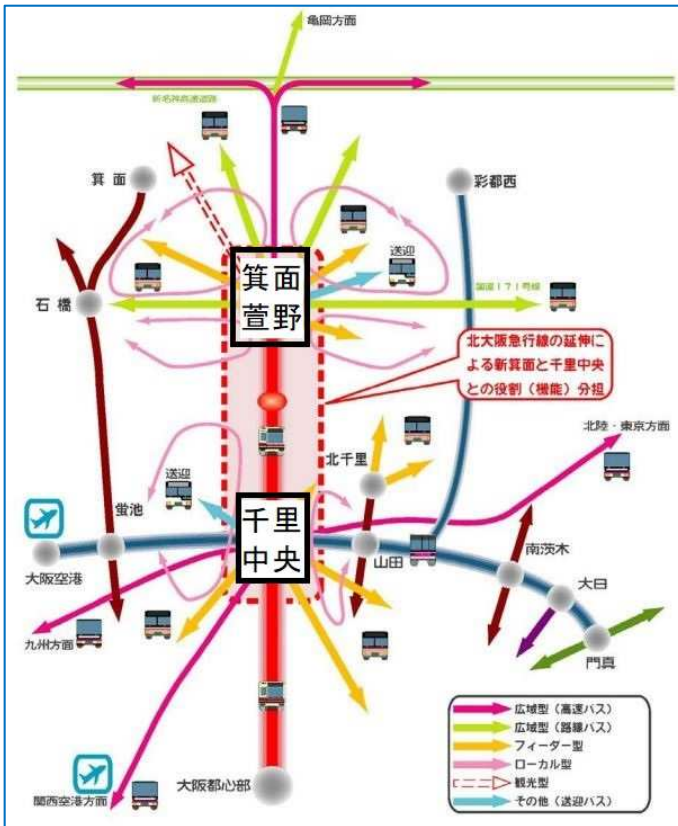 亀岡方面
新名神高速道路
箕面
彩都西
送迎
箕面
萱野
石橋
国道171号線
北大阪急行線の延伸に
よる新箕面と千里中央
との役割（機能）分担
北陸・東京方面
北千里
送迎
蛍池
千里
中央
大阪空港
山田
南茨木
大日
門真
九州方面
広域型（高速バス）
広域型（路線バス）
フィーダー型
ローカル型
観光型
その他（送迎バス）
大阪都心部
関西空港方面